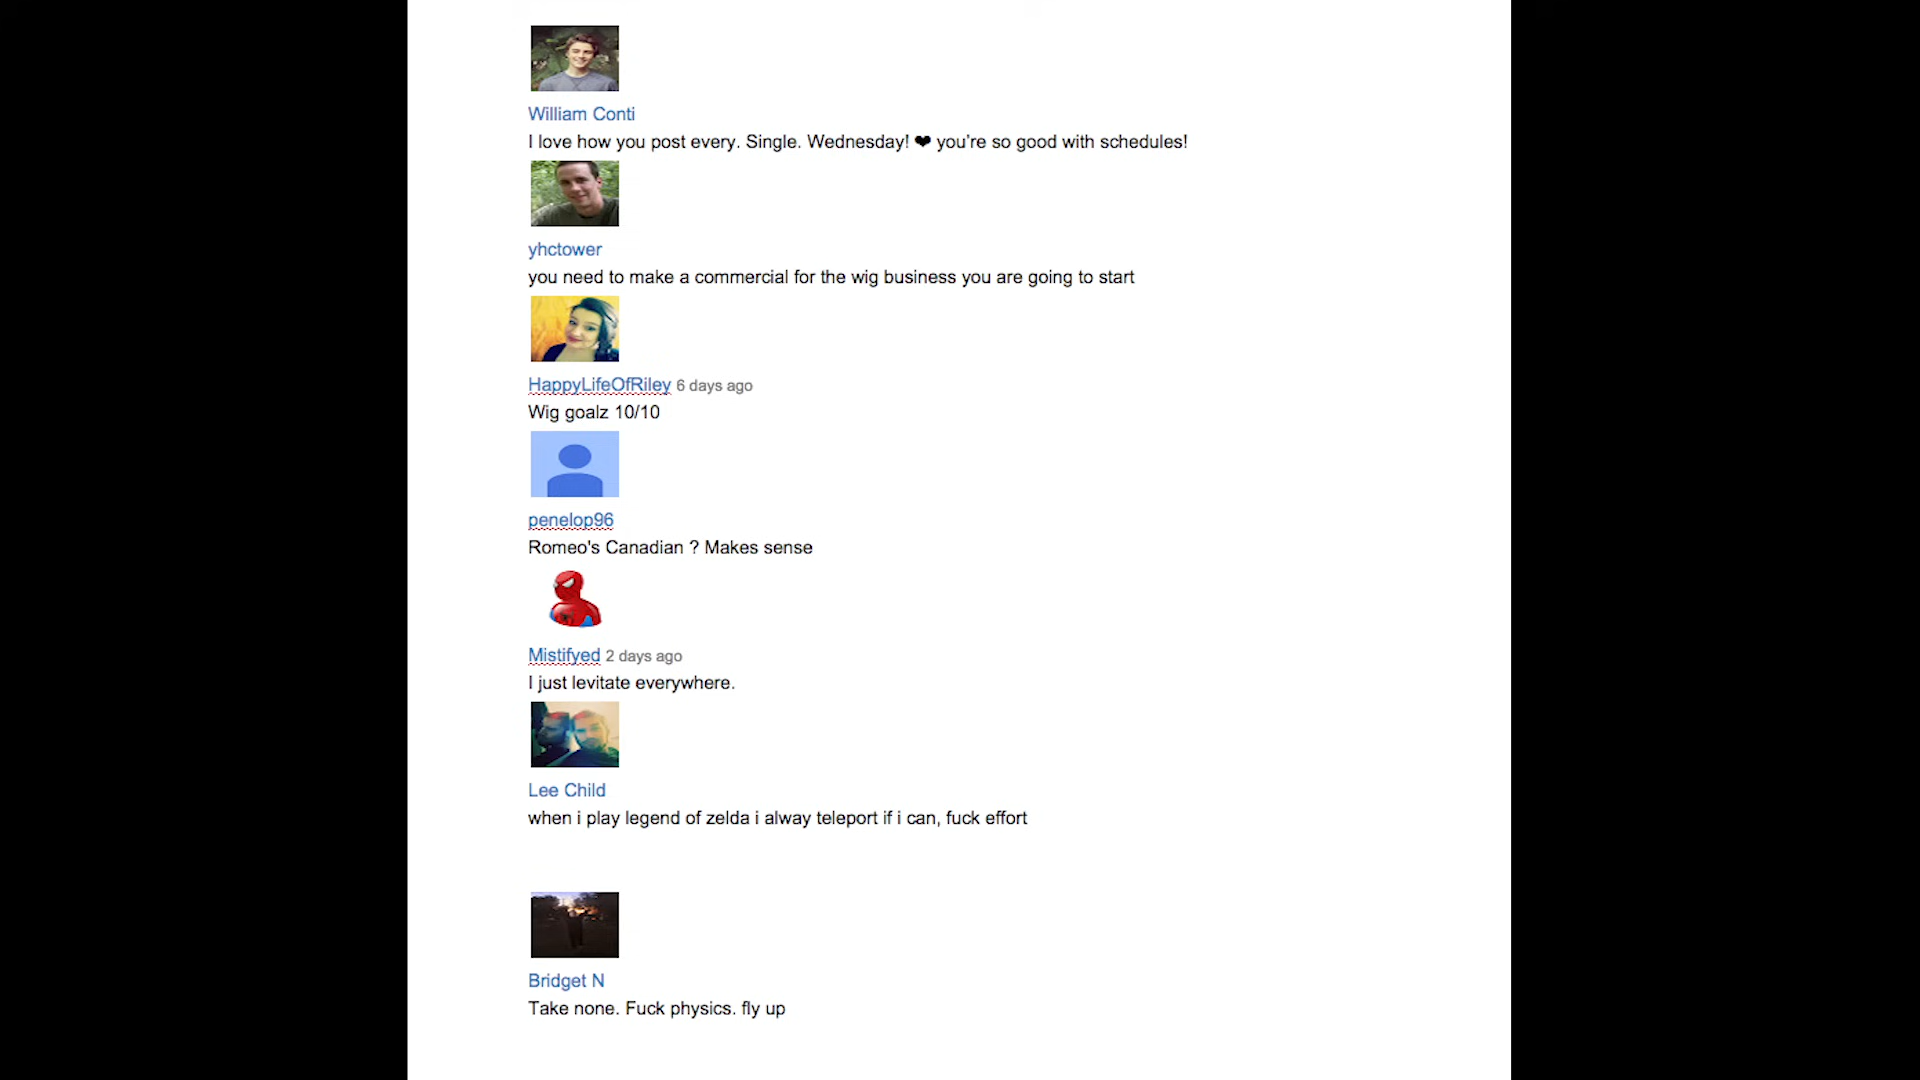 William Conti
I love how you post every. Single. Wednesday! ❤ you're so good with schedules!
yhctower
you need to make a commercial for the wig business you are going to start
HappyLifeOfRiley 6 days ago
Wig goalz 10/10
penelop96
Romeo's Canadian ? Makes sense
Mistifyed 2 days ago
I just levitate everywhere.
Lee Child
when i play legend of zelda i alway teleport if i can, fuck effort
Bridget N
Take none. Fuck physics. fly up